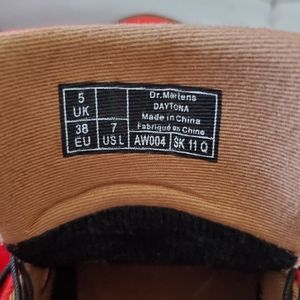 5
UK
Dr.Martens
DAYTONA
Made in China
Fabriqué en Chine
38
EU
7
US L
AW004
SK 11 Q